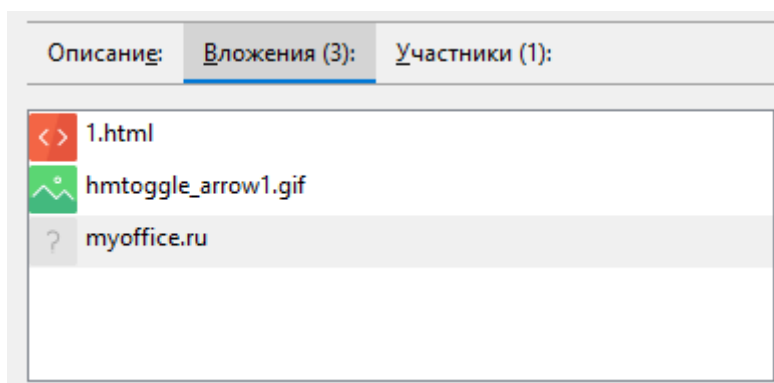 Описание: Вложения (3): Участники (1):
1.html
hmtoggle_arrow1.gif
myoffice.ru